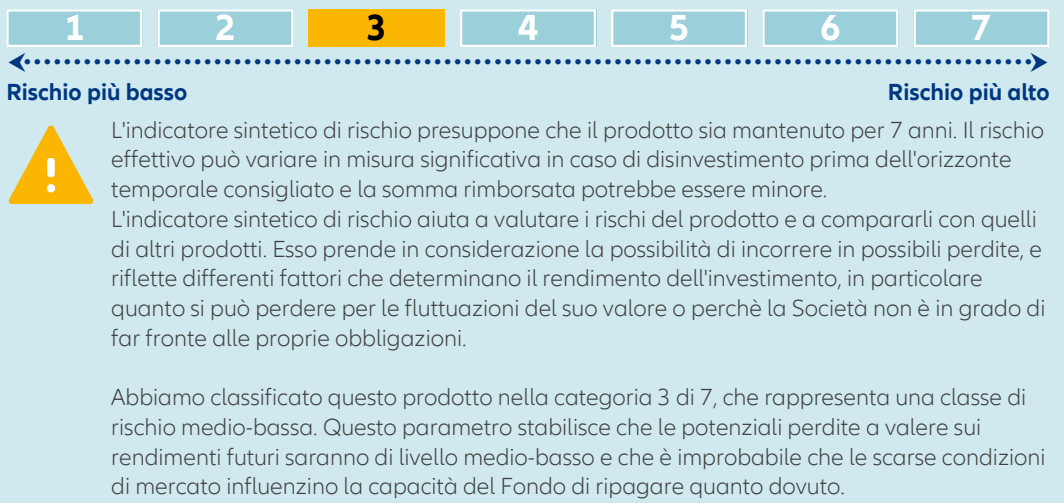 1 2 3 4 5 6 7
Rischio più basso Rischio più alto
L'indicatore sintetico di rischio presuppone che il prodotto sia mantenuto per 7 anni. Il rischio
effettivo può variare in misura significativa in caso di disinvestimento prima dell'orizzonte
temporale consigliato e la somma rimborsata potrebbe essere minore.
L'indicatore sintetico di rischio aiuta a valutare i rischi del prodotto e a compararli con quelli
di altri prodotti. Esso prende in considerazione la possibilità di incorrere in possibili perdite, e
riflette differenti fattori che determinano il rendimento dell'investimento, in particolare
quanto si può perdere per le fluttuazioni del suo valore o perchè la Società non è in grado di
far fronte alle proprie obbligazioni.
Abbiamo classificato questo prodotto nella categoria 3 di 7, che rappresenta una classe di
rischio medio-bassa. Questo parametro stabilisce che le potenziali perdite a valere sui
rendimenti futuri saranno di livello medio-basso e che è improbabile che le scarse condizioni
di mercato influenzino la capacità del Fondo di ripagare quanto dovuto.